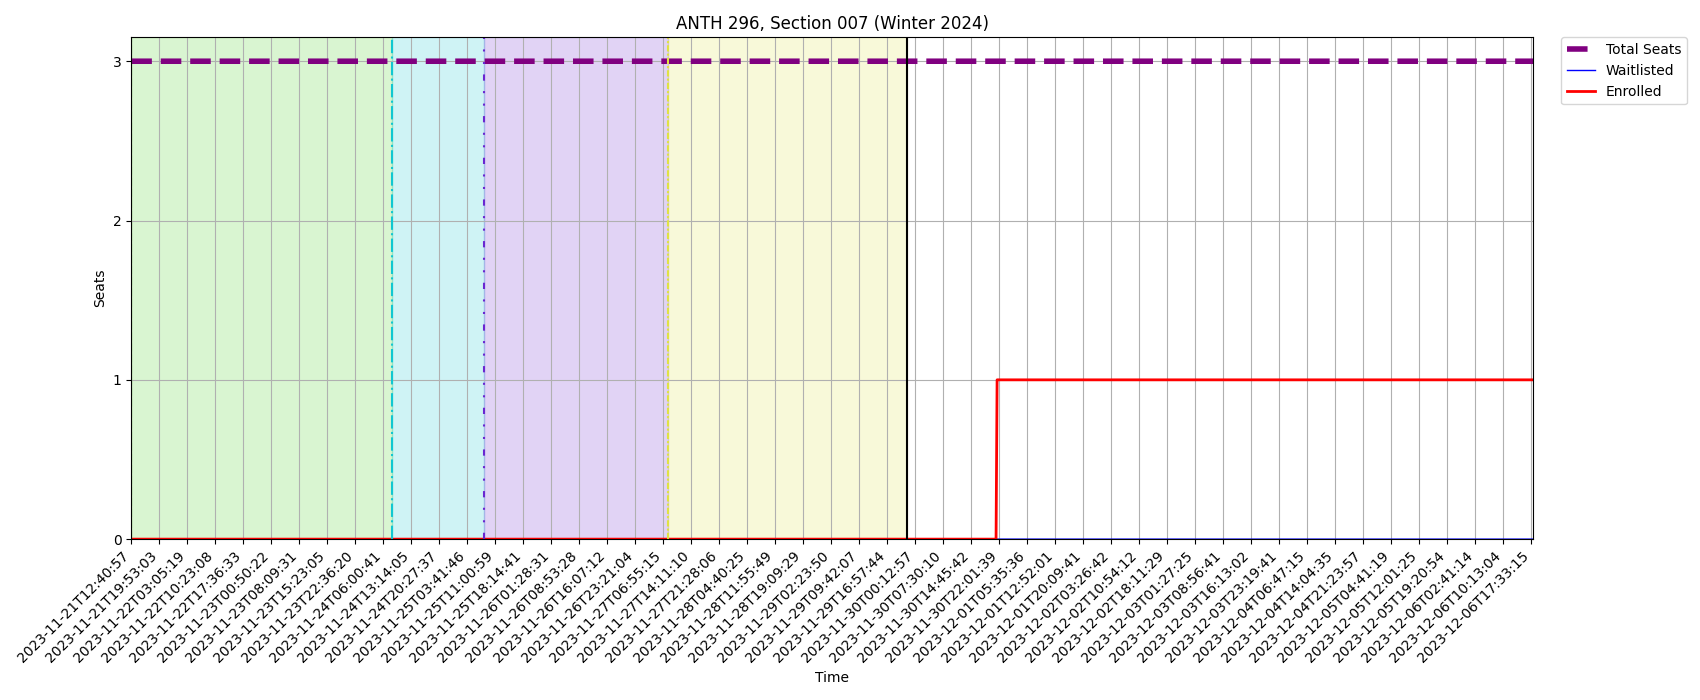 ANTH 296, Section 007 (Winter 2024)
Total Seats
Waitlisted
Enrolled
Seats
3
2
1
0
2023-11-21T12:40:57
2023-11-21T19:53:03
2023-11-22T03:05:19
2023-11-22T10:23:08
2023-11-22T17:36:33
2023-11-23T00:50:22
2023-11-23T08:09:31
2023-11-23T15:23:05
2023-11-23T22:36:20
2023-11-24T06:00:41
2023-11-24T13:14:05
2023-11-24T20:27:37
2023-11-25T03:41:46
2023-11-25T11:00:59
2023-11-25T18:14:41
2023-11-26T01:28:31
2023-11-26T08:53:28
2023-11-26T16:07:12
2023-11-26T23:21:04
2023-11-27T06:55:15
2023-11-27T14:11:10
2023-11-27T21:28:06
2023-11-28T04:40:25
2023-11-28T11:55:49
2023-11-28T19:09:29
2023-11-29T02:23:50
2023-11-29T09:42:07
2023-11-29T16:57:44
2023-11-30T00:12:57
2023-11-30T07:30:10
2023-11-30T14:45:42
2023-11-30T22:01:39
2023-12-01T05:35:36
2023-12-01T12:52:01
2023-12-01T20:09:41
2023-12-02T03:26:42
2023-12-02T10:54:12
2023-12-02T18:11:29
2023-12-03T01:27:25
2023-12-03T08:56:41
2023-12-03T16:13:02
2023-12-03T23:19:41
2023-12-04T06:47:15
2023-12-04T14:04:35
2023-12-04T21:23:57
2023-12-05T04:41:19
2023-12-05T12:01:25
2023-12-05T19:20:54
2023-12-06T02:41:14
2023-12-06T10:13:04
2023-12-06T17:33:15
Time